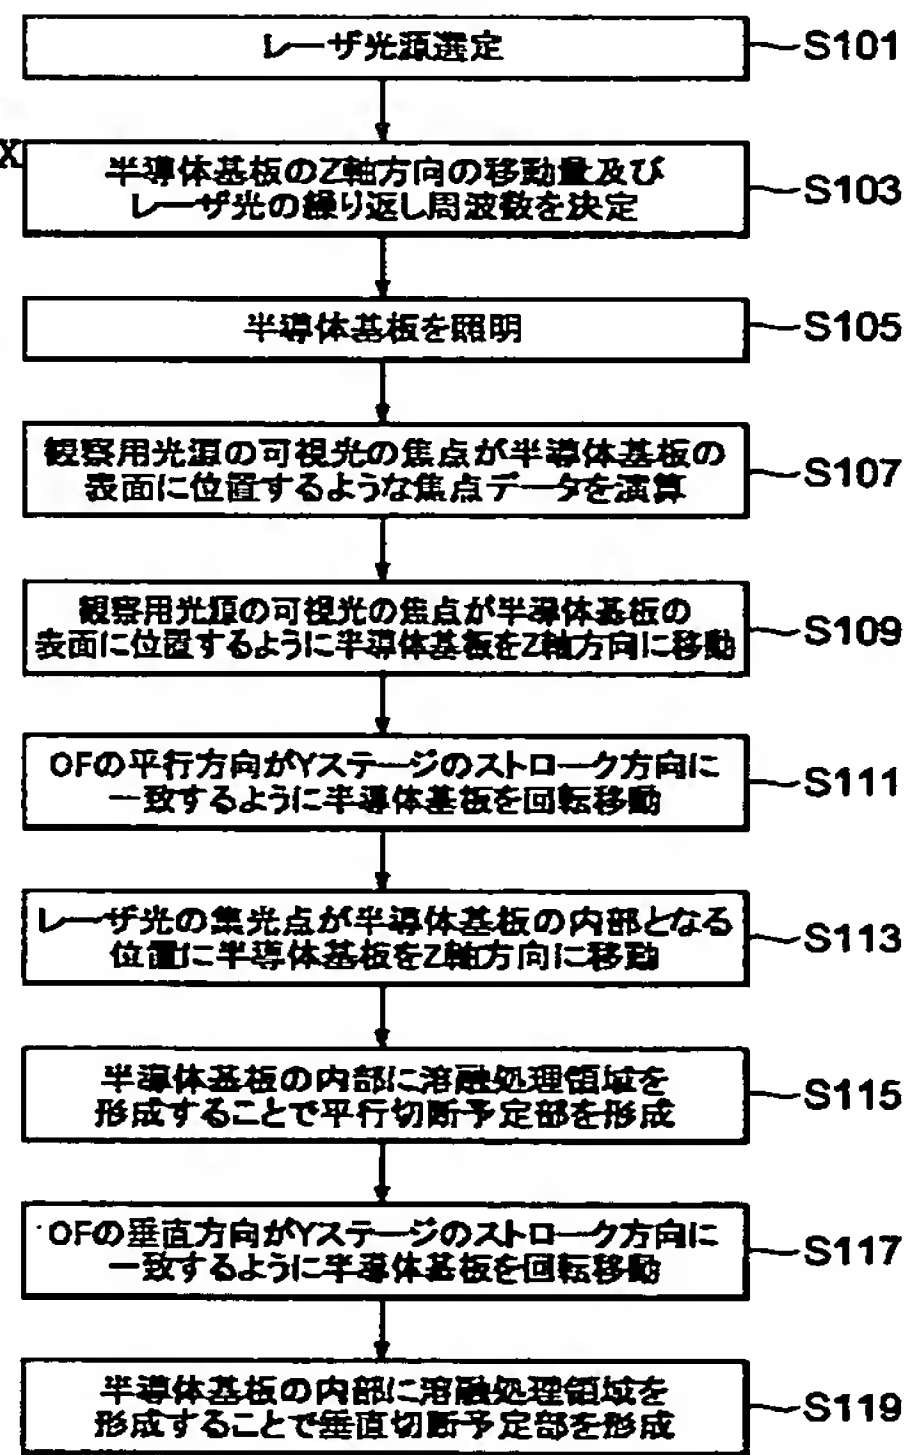 レーザ光源選定
S101
X
半導体基板のZ軸方向の移動量及び
レーザ光の繰り返し周波数を決定
S103
半導体基板を照明
S105
観察用光源の可視光の焦点が半導体基板の
表面に位置するような焦点データを演算
S107
観察用光源の可視光の焦点が半導体基板の
表面に位置するように半導体基板をZ軸方向に移動
S109
OFの平行方向がYステージのストローク方向に
一致するように半導体基板を回転移動
S111
レーザ光の集光点が半導体基板の内部となる
位置に半導体基板をZ軸方向に移動
S113
半導体基板の内部に溶融処理領域を
形成することで平行切断予定部を形成
S115
OFの垂直方向がYステージのストローク方向に
一致するように半導体基板を回転移動
S117
半導体基板の内部に溶融処理領域を
形成することで垂直切断予定部を形成
S119